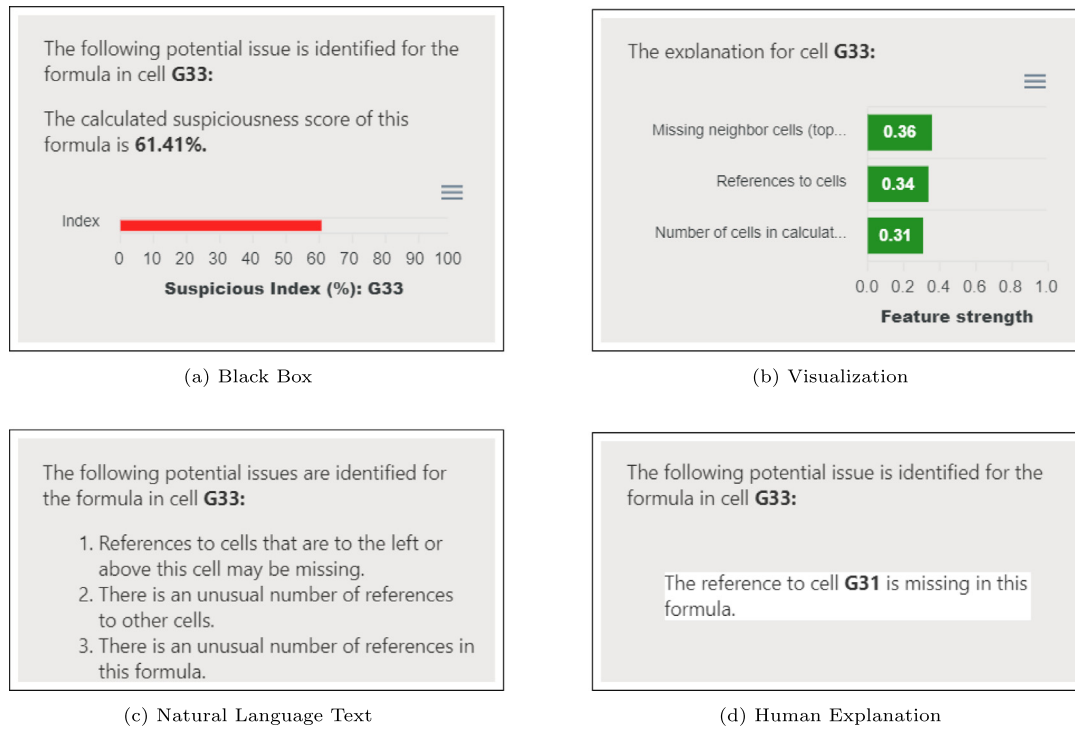 The following potential issue is identified for the
formula in cell G33:
The calculated suspiciousness score of this
formula is 61.41%.
Index
0 10 20 30 40 50 60 70 80 90 100
Suspicious Index (%): G33
(a) Black Box
The explanation for cell G33:
Missing neighbor cells (top... 0.36
References to cells 0.34
Number of cells in calculat... 0.31
0.0 0.2 0.4 0.6 0.8 1.0
Feature strength
(b) Visualization
The following potential issues are identified for
the formula in cell G33:
1. References to cells that are to the left or
above this cell may be missing.
2. There is an unusual number of references
to other cells.
3. There is an unusual number of references in
this formula.
(c) Natural Language Text
The following potential issue is identified for the
formula in cell G33:
The reference to cell G31 is missing in this
formula.
(d) Human Explanation